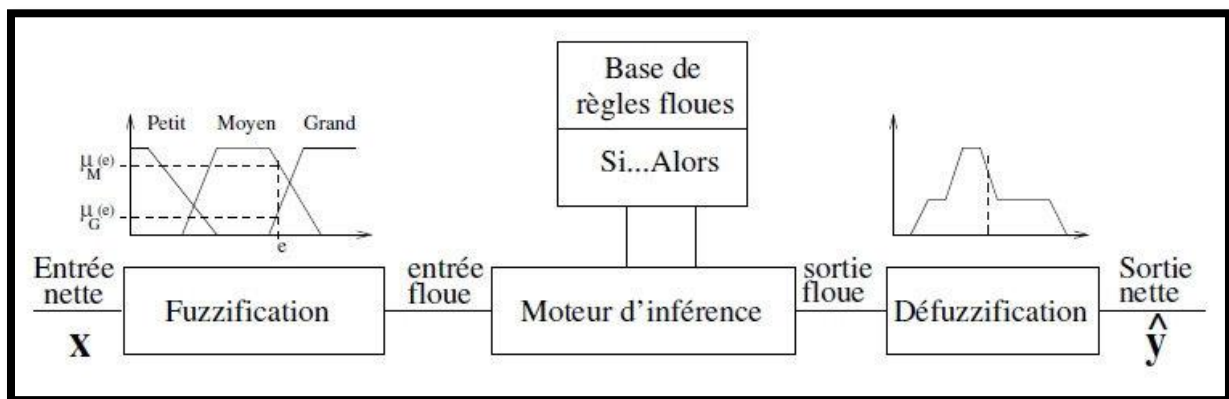 Base de
règles floues
Si...Alors
Petit Moyen Grand
μM(e)
μG(e)
e
Entrée
nette
x
Fuzzification
entrée
floue
Moteur d'inférence
sortie
floue
Défuzzification
Sortie
nette
ŷ